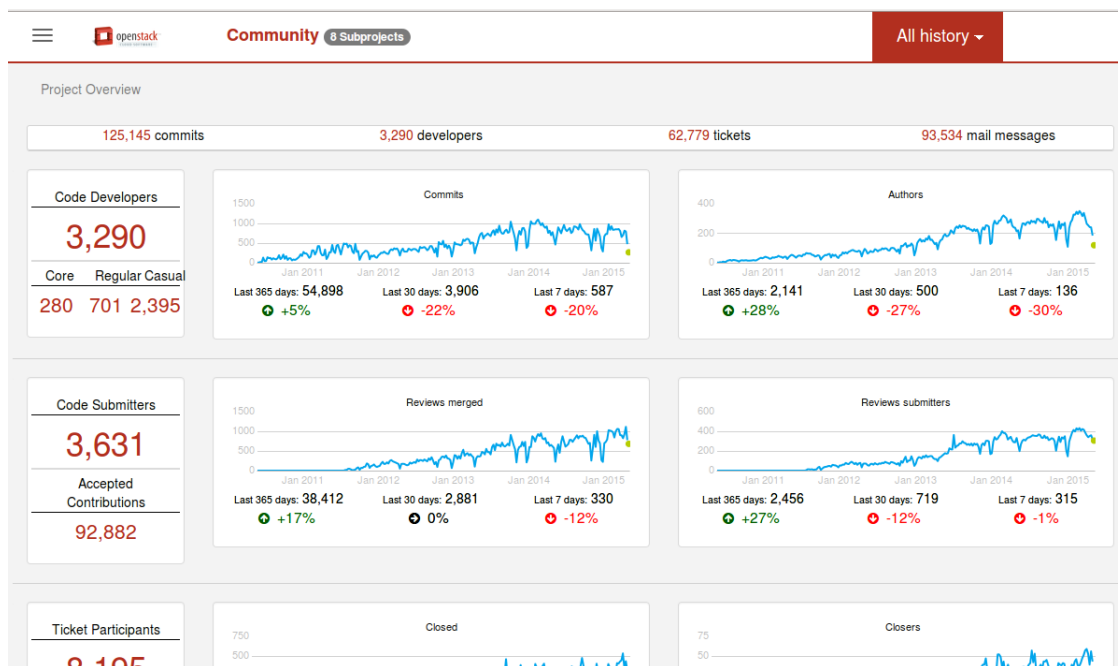 openstack
CLOUD SOFTWARE
Community 8 Subprojects
All history
Project Overview
125,145 commits
3,290 developers
62,779 tickets
93,534 mail messages
Code Developers
3,290
Core Regular Casual
280 701 2,395
Commits
1500
1000
500
0
Jan 2011 Jan 2012 Jan 2013 Jan 2014 Jan 2015
Last 365 days: 54,898 Last 30 days: 3,906 Last 7 days: 587
+5% -22% -20%
Authors
400
200
0
Jan 2011 Jan 2012 Jan 2013 Jan 2014 Jan 2015
Last 365 days: 2,141 Last 30 days: 500 Last 7 days: 136
+28% -27% -30%
Code Submitters
3,631
Accepted
Contributions
92,882
Reviews merged
1500
1000
500
0
Jan 2011 Jan 2012 Jan 2013 Jan 2014 Jan 2015
Last 365 days: 38,412 Last 30 days: 2,881 Last 7 days: 330
+17% 0% -12%
Reviews submitters
600
400
200
0
Jan 2011 Jan 2012 Jan 2013 Jan 2014 Jan 2015
Last 365 days: 2,456 Last 30 days: 719 Last 7 days: 315
+27% -12% -1%
Ticket Participants
Closed
750
500
Closers
75
50